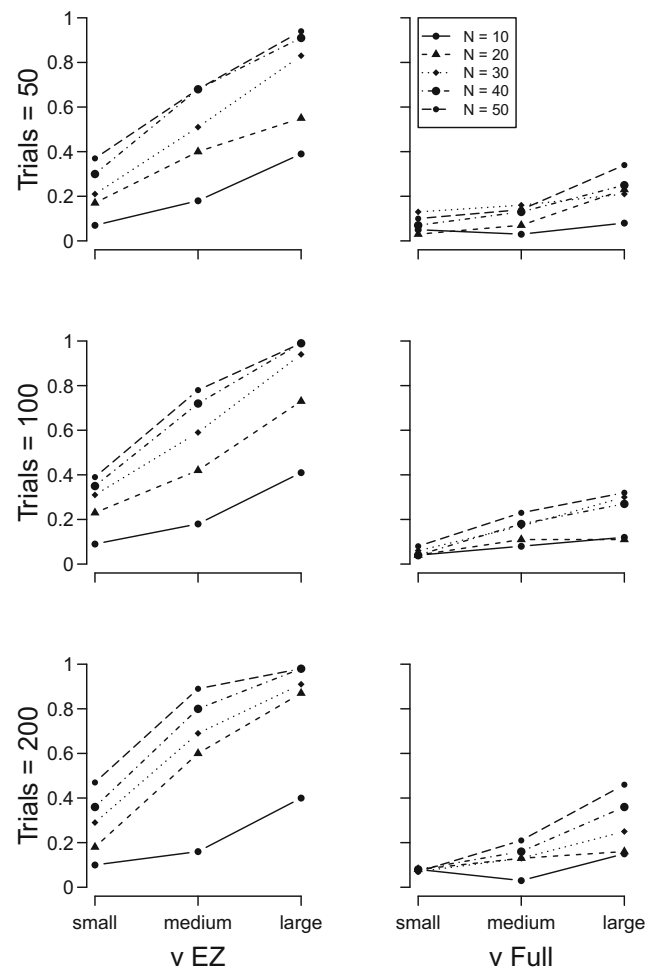 Trials = 50
1
0.8
0.6
0.4
0.2
0
N = 10
N = 20
N = 30
N = 40
N = 50
Trials = 100
1
0.8
0.6
0.4
0.2
0
Trials = 200
1
0.8
0.6
0.4
0.2
0
small medium large
v EZ
small medium large
v Full